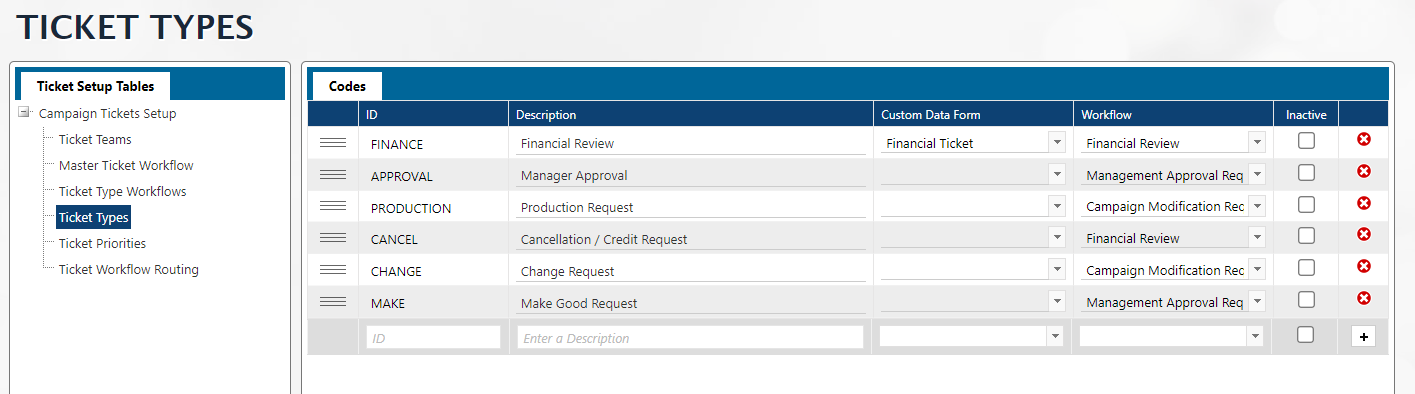 TICKET TYPES
Ticket Setup Tables
Campaign Tickets Setup
Ticket Teams
Master Ticket Workflow
Ticket Type Workflows
Ticket Types
Ticket Priorities
Ticket Workflow Routing
Codes
ID Description Custom Data Form Workflow Inactive
FINANCE Financial Review Financial Ticket Financial Review
APPROVAL Manager Approval Management Approval Req
PRODUCTION Production Request Campaign Modification Rec
CANCEL Cancellation / Credit Request Financial Review
CHANGE Change Request Campaign Modification Rec
MAKE Make Good Request Management Approval Req
ID Enter a Description